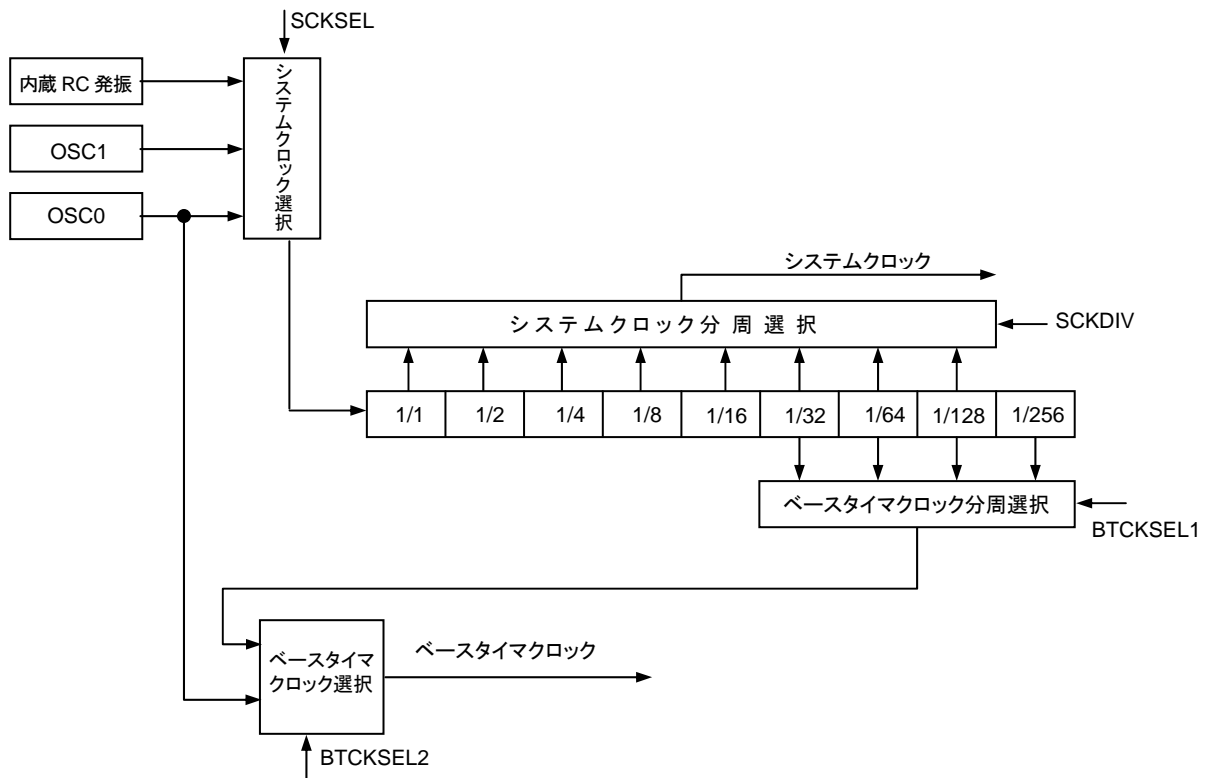 SCKSEL
内蔵 RC 発振
OSC1
OSC0
システムクロック選択
システムクロック
システムクロック分 周 選 択
SCKDIV
1/1 1/2 1/4 1/8 1/16 1/32 1/64 1/128 1/256
ベースタイマクロック分周選択
BTCKSEL1
ベースタイマ
クロック選択
ベースタイマクロック
BTCKSEL2